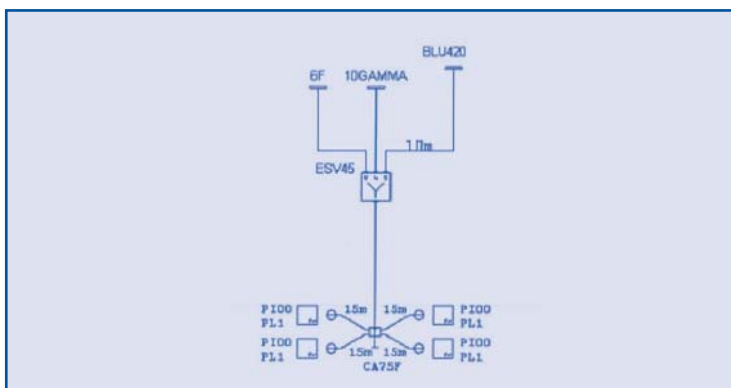 BLU420
6F 10GAMMA
10m
ESV45
PI00 15m 15m PI00
PL1 PL1
PI00 15m 15m PI00
PL1 PL1
CA75F